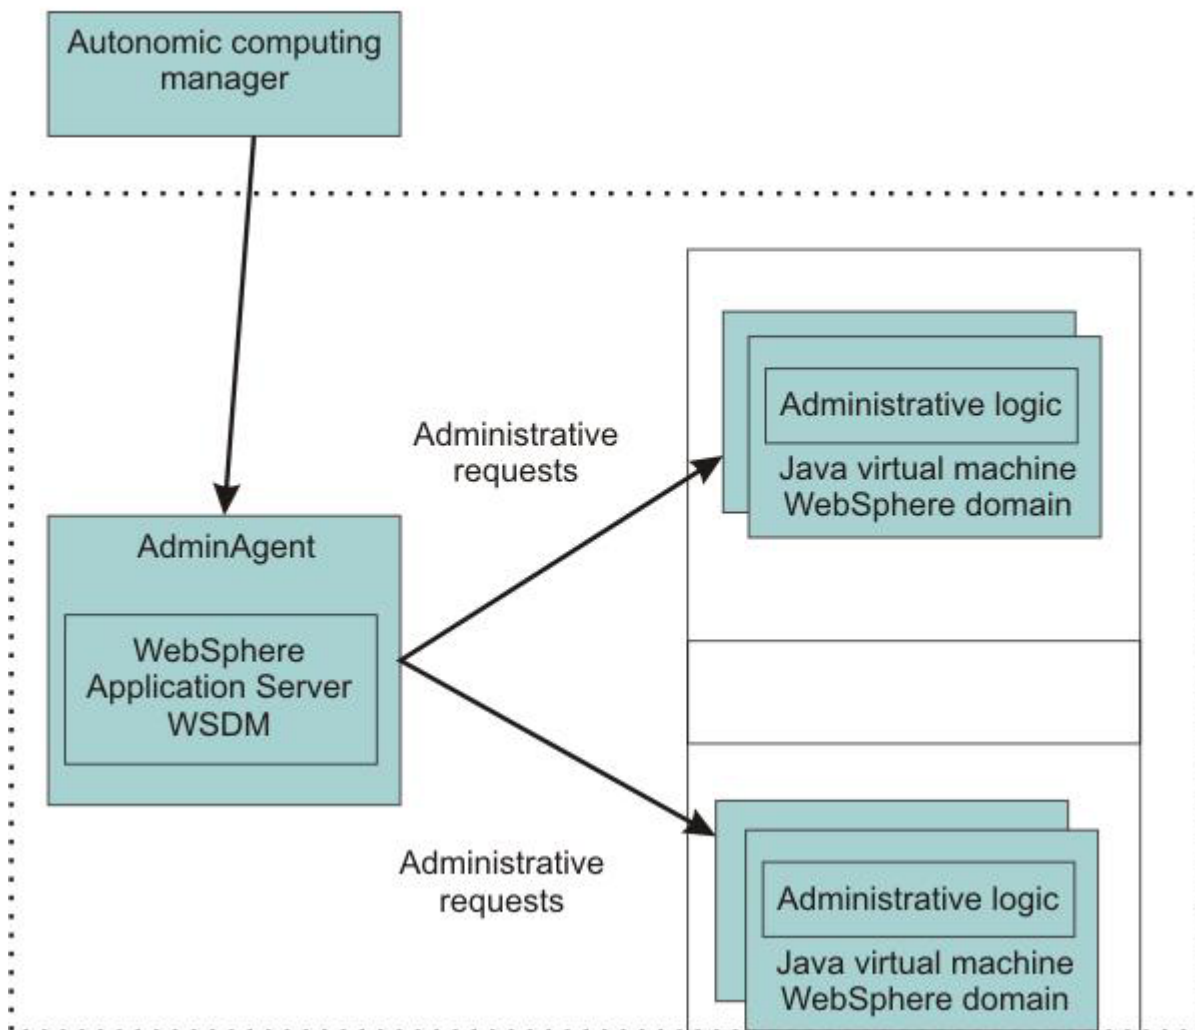 Autonomic computing
manager
Administrative
requests
Administrative logic
Java virtual machine
WebSphere domain
AdminAgent
WebSphere
Application Server
WSDM
Administrative
requests
Administrative logic
Java virtual machine
WebSphere domain